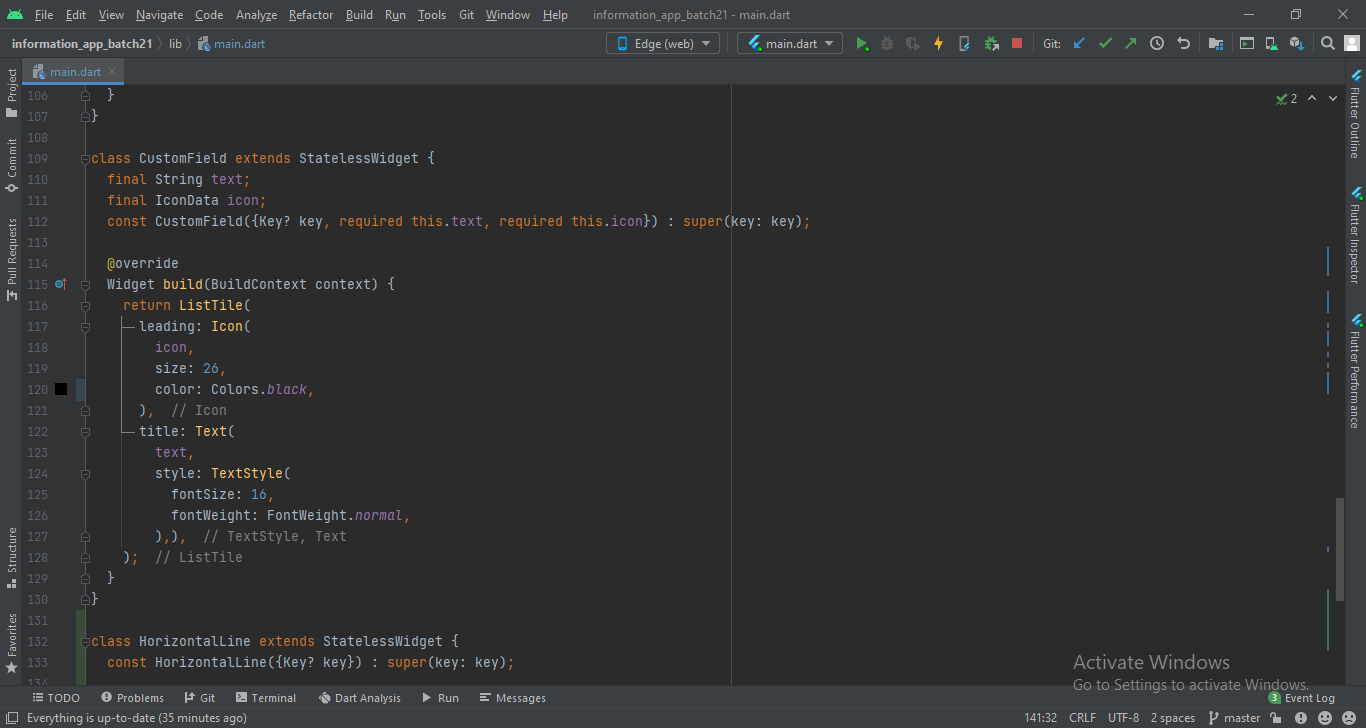 File Edit View Navigate Code Analyze Refactor Build Run Tools Git Window Help information_app_batch21 - main.dart
information_app_batch21 lib main.dart Edge (web) main.dart Git:
main.dart
Project
Commit
Pull Requests
Structure
Favorites
106 }
107 }
108
109 class CustomField extends StatelessWidget {
110 final String text;
111 final IconData icon;
112 const CustomField({Key? key, required this.text, required this.icon}) : super(key: key);
113
114 @override
115 Widget build(BuildContext context) {
116 return ListTile(
117 leading: Icon(
118 icon,
119 size: 26,
120 color: Colors.black,
121 ), // Icon
122 title: Text(
123 text,
124 style: TextStyle(
125 fontSize: 16,
126 fontWeight: FontWeight.normal,
127 ),), // TextStyle, Text
128 ); // ListTile
129 }
130 }
131
132 class HorizontalLine extends StatelessWidget {
133 const HorizontalLine({Key? key}) : super(key: key);
134
2
Flutter Outline
Flutter Inspector
Flutter Performance
Activate Windows
Go to Settings to activate Windows.
TODO Problems Git Terminal Dart Analysis Run Messages 3 Event Log
Everything is up-to-date (35 minutes ago) 141:32 CRLF UTF-8 2 spaces master